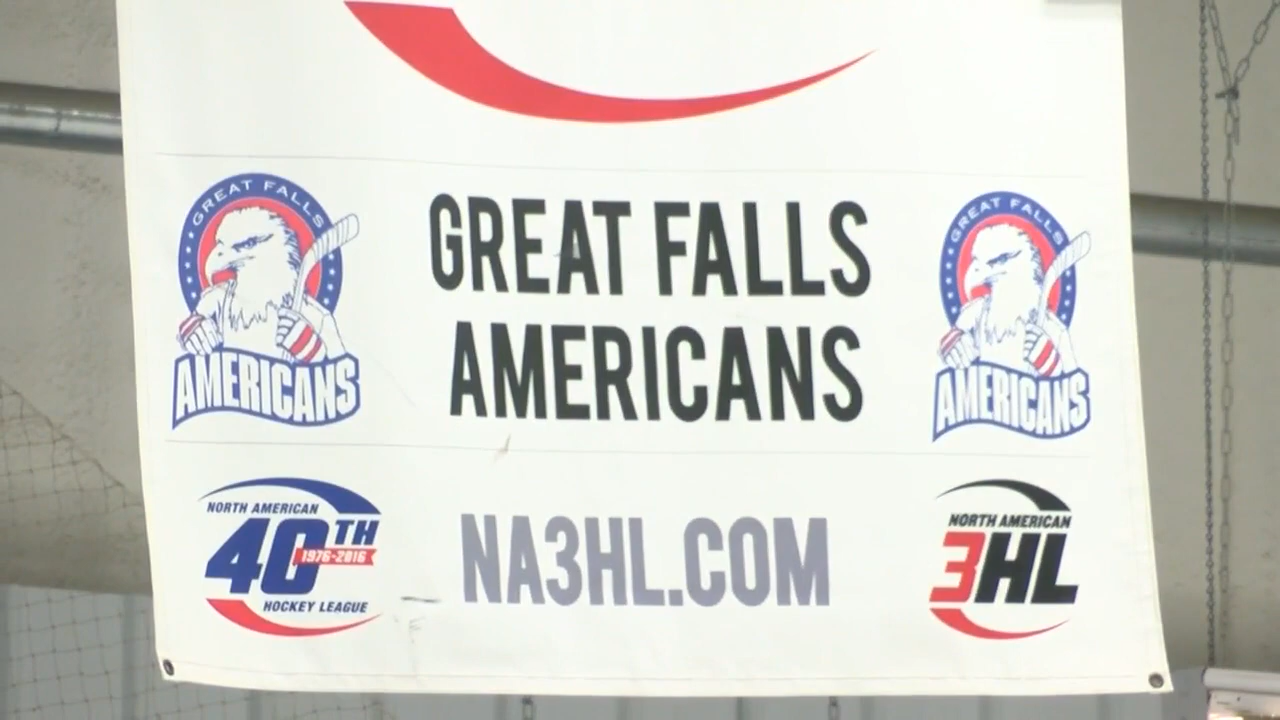 GREAT FALLS
AMERICANS
GREAT FALLS
AMERICANS
GREAT FALLS
AMERICANS
NORTH AMERICAN
40TH
1976-2016
HOCKEY LEAGUE
NA3HL.COM
NORTH AMERICAN
3HL